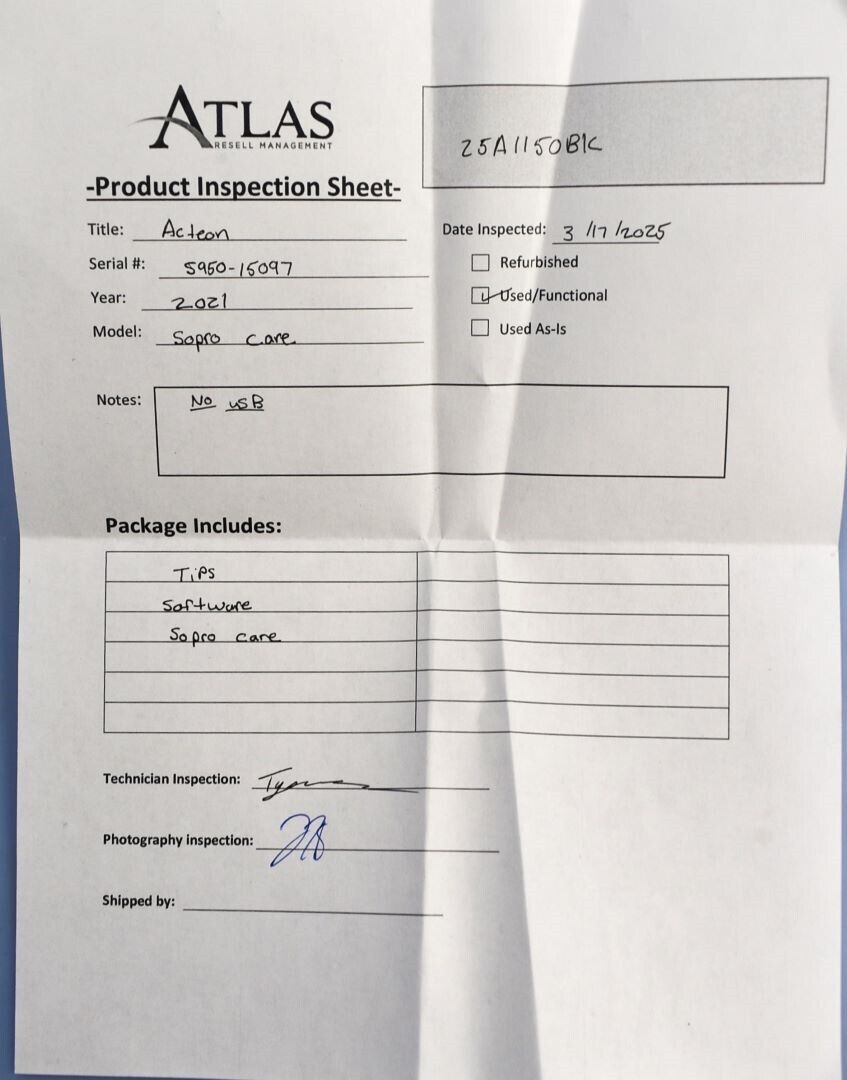 ATLAS
RESELL MANAGEMENT
25A1150BK
-Product Inspection Sheet-
Title: Acteon
Date Inspected: 3/17/2025
Serial #: 5950-15097
Refurbished
Year: 2021
Used/Functional
Model: Sopro care
Used As-Is
Notes: No USB
Package Includes:
Tips
Software
Sopro care
Technician Inspection:
Photography inspection:
Shipped by: